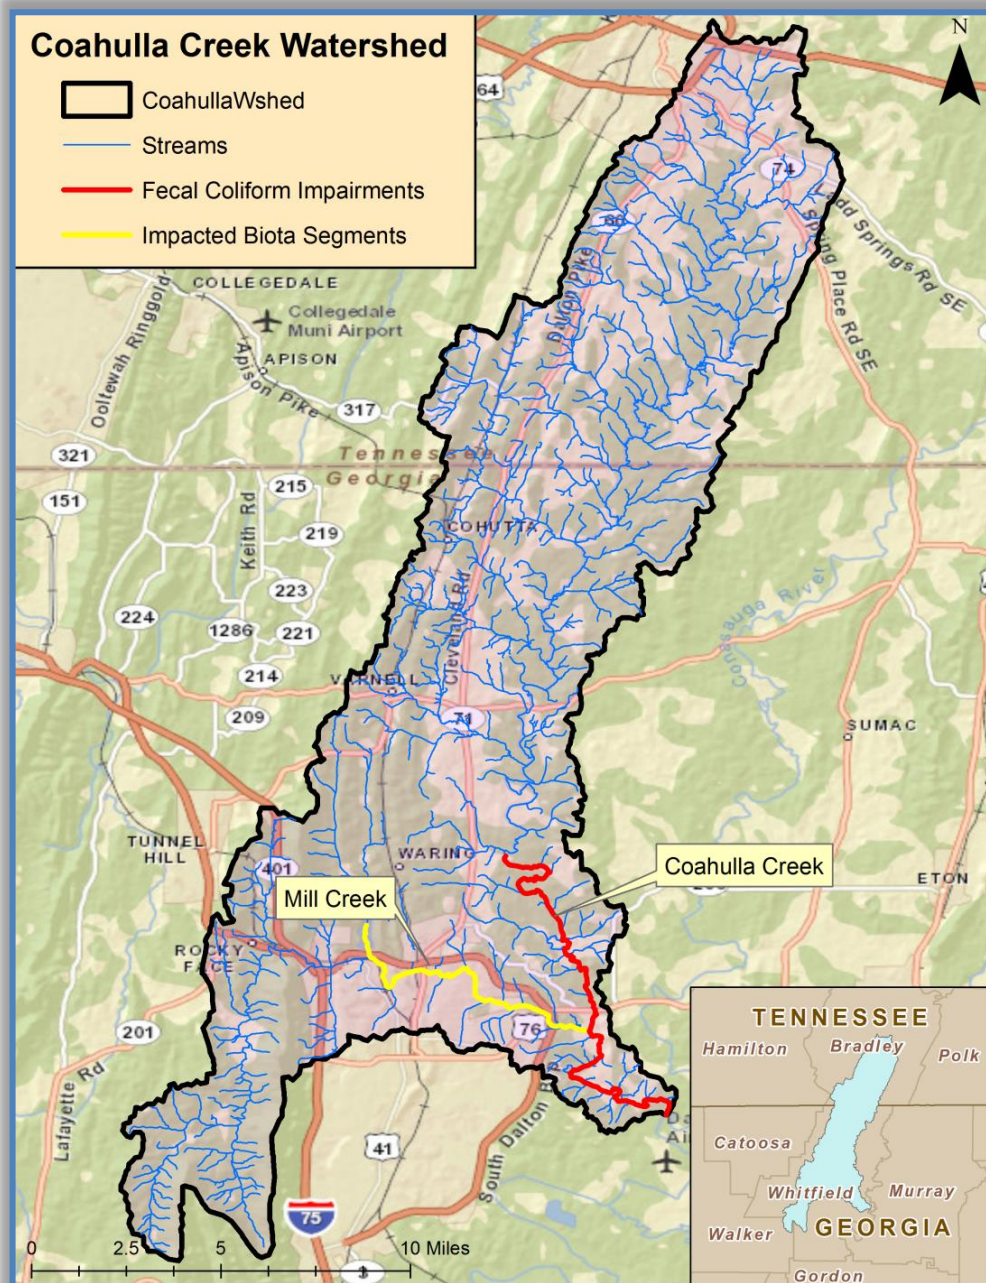 Coahulla Creek Watershed
CoahullaWshed
Streams
Fecal Coliform Impairments
Impacted Biota Segments
N
64
74
Ladd Springs Rd SE
Spring Place Rd SE
Dalton Pike
COLLEGEDALE
Collegedale
Muni Airport
Ooltewah Ringgold
APISON
Apison Pike
317
321
Tennessee
Georgia
151
215
Keith Rd
219
COHUTTA
223
224
1286
221
Cleveland Rd
Conasauga River
214
VARNELL
209
71
SUMAC
TUNNEL
HILL
WARING
401
Coahulla Creek
ETON
Mill Creek
ROCKY
FACE
76
201
Lafayette Rd
41
South Dalton
75
0
2.5
5
10 Miles
TENNESSEE
Hamilton
Bradley
Polk
Catoosa
Whitfield
Murray
Walker
GEORGIA
Gordon